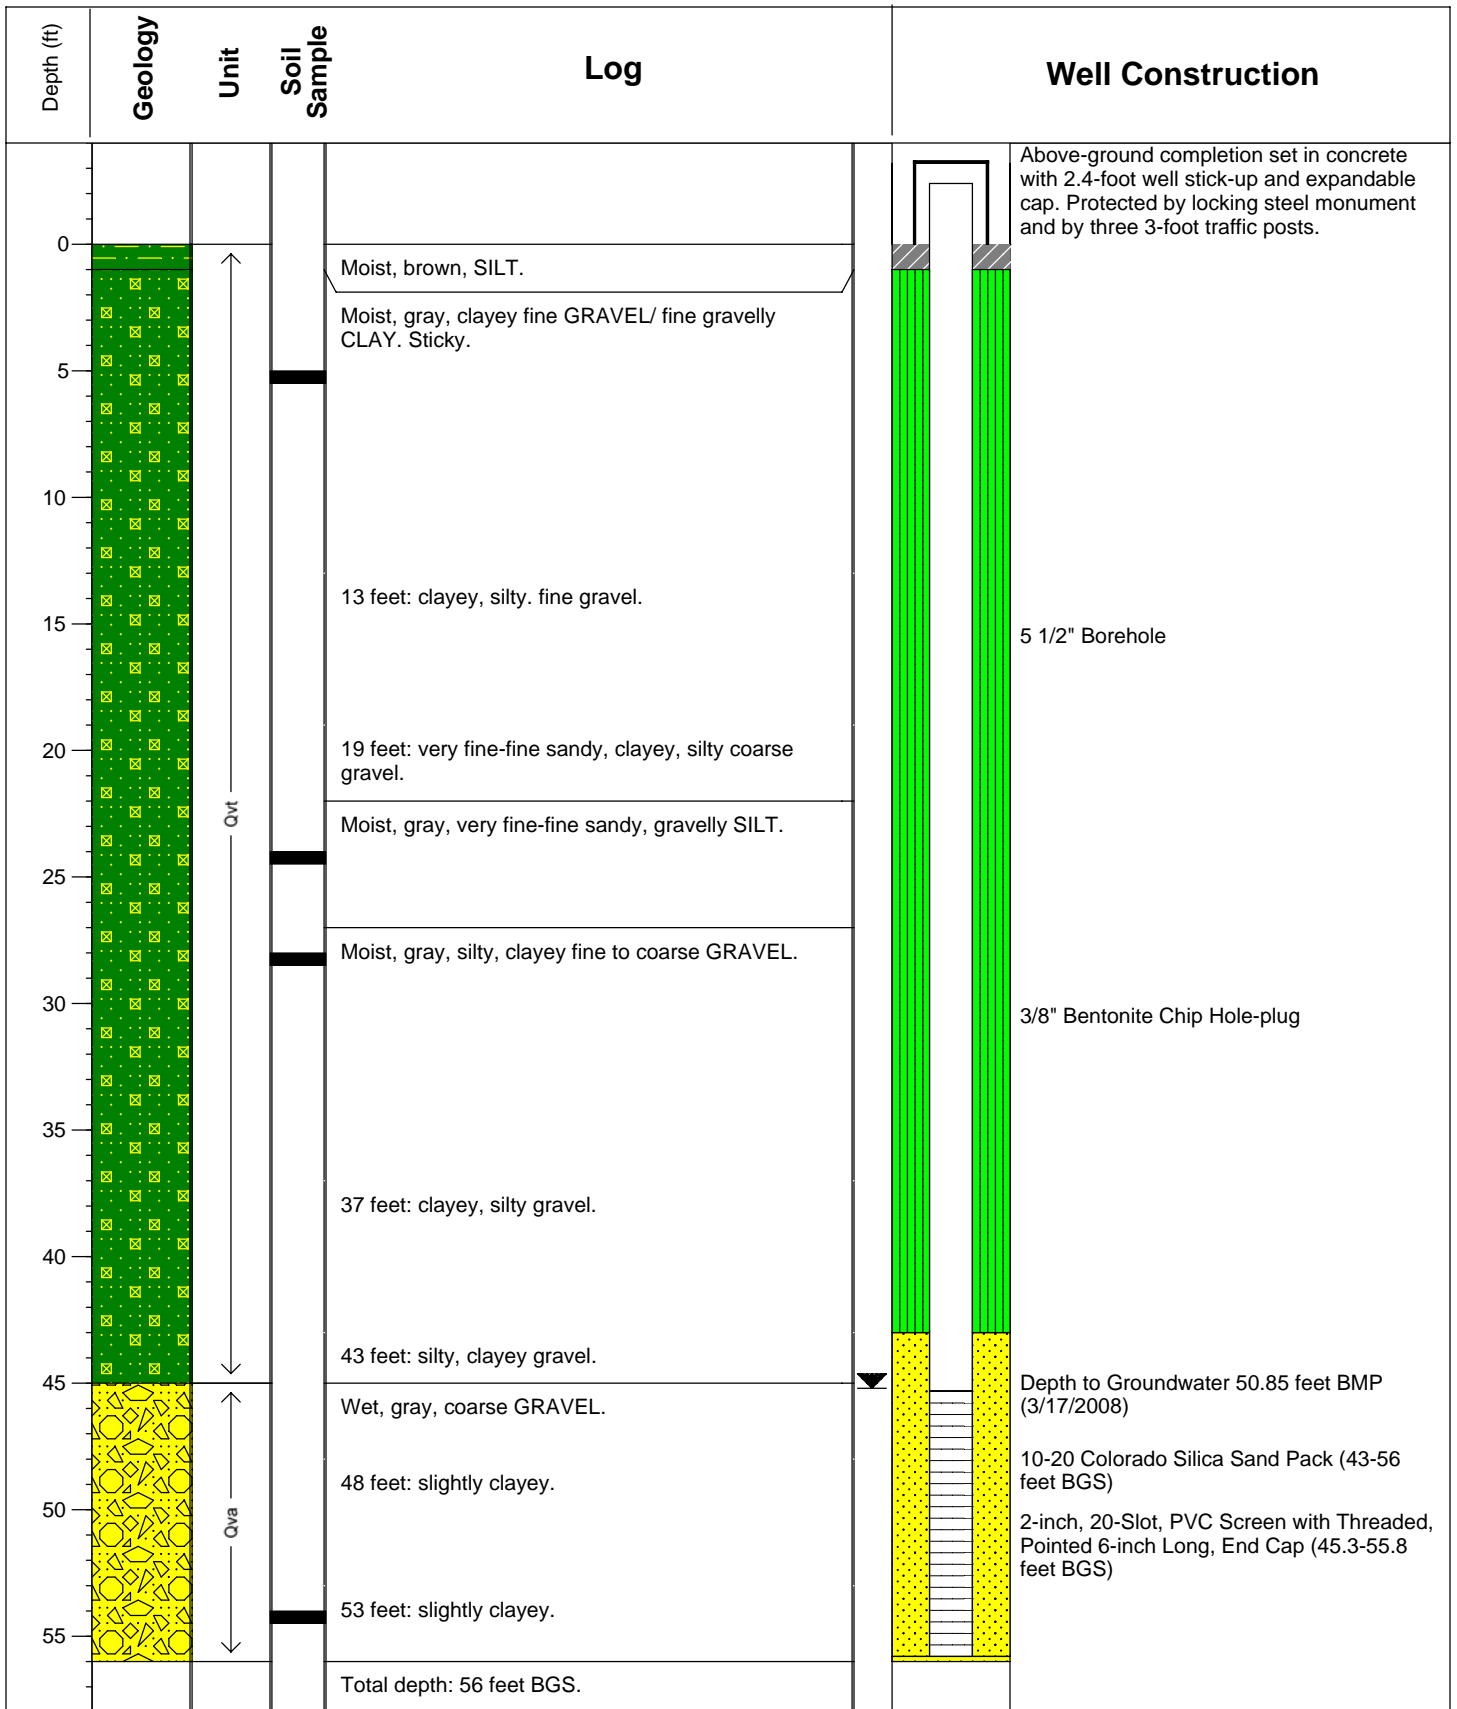 Depth (ft)
Geology
Unit
Soil
Sample
Log
Well Construction
Above-ground completion set in concrete
with 2.4-foot well stick-up and expandable
cap. Protected by locking steel monument
and by three 3-foot traffic posts.
0
Moist, brown, SILT.
Moist, gray, clayey fine GRAVEL/ fine gravelly
CLAY. Sticky.
5
10
13 feet: clayey, silty. fine gravel.
15
5 1/2" Borehole
19 feet: very fine-fine sandy, clayey, silty coarse
gravel.
20
Qvt
Moist, gray, very fine-fine sandy, gravelly SILT.
25
Moist, gray, silty, clayey fine to coarse GRAVEL.
30
3/8" Bentonite Chip Hole-plug
35
37 feet: clayey, silty gravel.
40
43 feet: silty, clayey gravel.
45
Depth to Groundwater 50.85 feet BMP
(3/17/2008)
Wet, gray, coarse GRAVEL.
10-20 Colorado Silica Sand Pack (43-56
feet BGS)
48 feet: slightly clayey.
50
Qva
2-inch, 20-Slot, PVC Screen with Threaded,
Pointed 6-inch Long, End Cap (45.3-55.8
feet BGS)
53 feet: slightly clayey.
55
Total depth: 56 feet BGS.